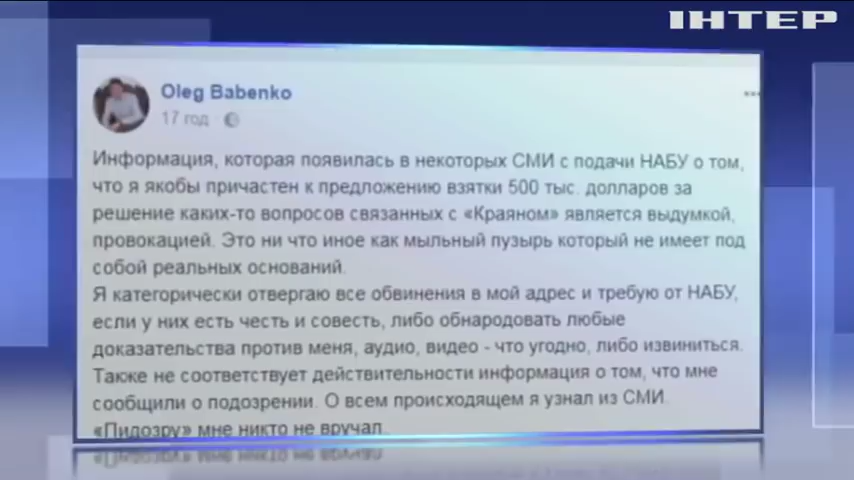 ІНТЕР
Oleg Babenko
17 год
Информация, которая появилась в некоторых СМИ с подачи НАБУ о том,
что я якобы причастен к предложению взятки 500 тыс. долларов за
решение каких-то вопросов связанных с «Краяном» является выдумкой,
провокацией. Это ни что иное как мыльный пузырь который не имеет под
собой реальных оснований.
Я категорически отвергаю все обвинения в мой адрес и требую от НАБУ,
если у них есть честь и совесть, либо обнародовать любые
доказательства против меня, аудио, видео - что угодно, либо извиниться.
Также не соответствует действительности информация о том, что мне
сообщили о подозрении. О всем происходящем я узнал из СМИ.
«Пидозру» мне никто не вручал.